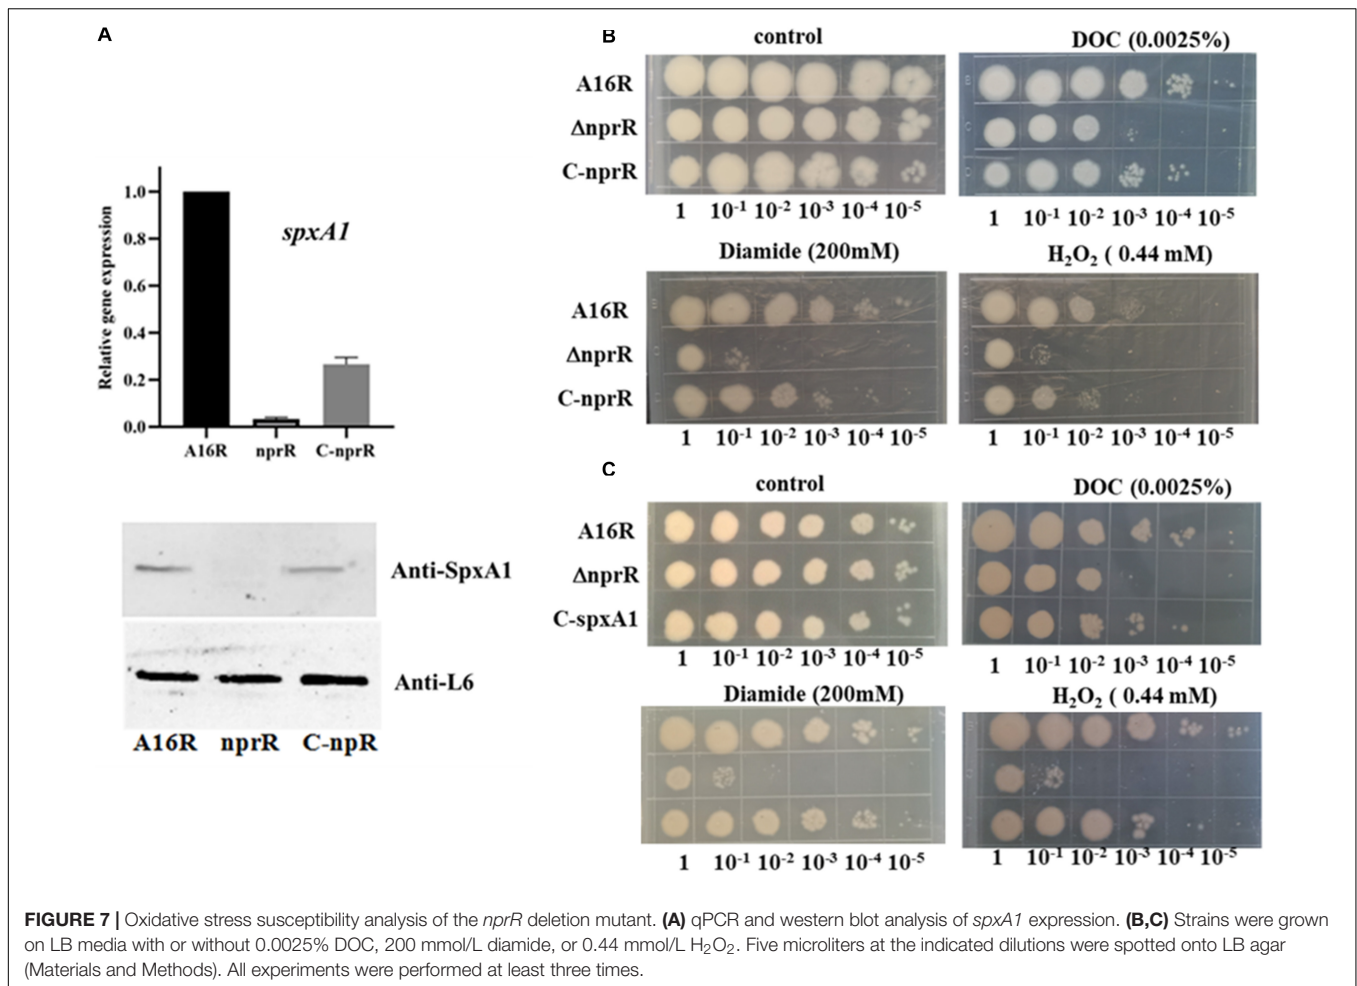 A
1.0
0.8
0.6
0.4
0.2
0.0
Relative gene expression
spxA1
A16R nprR C-nprR
Anti-SpxA1
Anti-L6
A16R nprR C-npR
B
control
DOC (0.0025%)
A16R
ΔnprR
C-nprR
1 10⁻¹ 10⁻² 10⁻³ 10⁻⁴ 10⁻⁵
1 10⁻¹ 10⁻² 10⁻³ 10⁻⁴ 10⁻⁵
Diamide (200mM)
H₂O₂ ( 0.44 mM)
A16R
ΔnprR
C-nprR
1 10⁻¹ 10⁻² 10⁻³ 10⁻⁴ 10⁻⁵
1 10⁻¹ 10⁻² 10⁻³ 10⁻⁴ 10⁻⁵
C
control
DOC (0.0025%)
A16R
ΔnprR
C-spxA1
1 10⁻¹ 10⁻² 10⁻³ 10⁻⁴ 10⁻⁵
1 10⁻¹ 10⁻² 10⁻³ 10⁻⁴ 10⁻⁵
Diamide (200mM)
H₂O₂ ( 0.44 mM)
1 10⁻¹ 10⁻² 10⁻³ 10⁻⁴ 10⁻⁵
1 10⁻¹ 10⁻² 10⁻³ 10⁻⁴ 10⁻⁵
FIGURE 7 | Oxidative stress susceptibility analysis of the nprR deletion mutant. (A) qPCR and western blot analysis of spxA1 expression. (B,C) Strains were grown
on LB media with or without 0.0025% DOC, 200 mmol/L diamide, or 0.44 mmol/L H₂O₂. Five microliters at the indicated dilutions were spotted onto LB agar
(Materials and Methods). All experiments were performed at least three times.